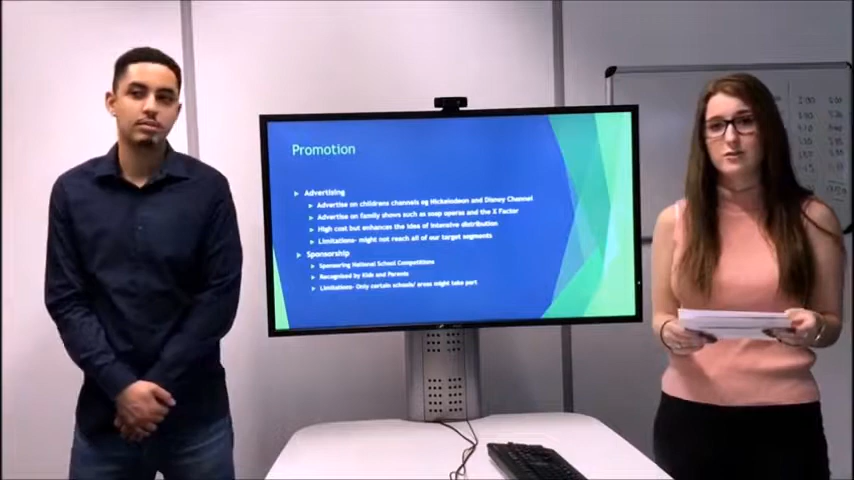 Promotion
Advertising
Advertise on childrens channels eg Nickelodeon and Disney Channel
Advertise on family shows such as soap operas and the X Factor
High cost but enhances the idea of intensive distribution
Limitations- might not reach all of our target segments
Sponsorship
Sponsoring National School Competitions
Recognised by Kids and Parents
Limitations- Only certain schools/ areas might take part